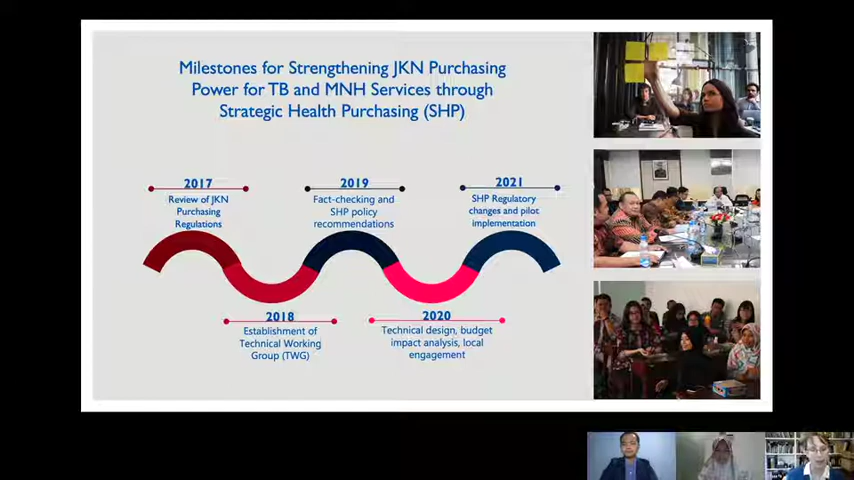 Milestones for Strengthening JKN Purchasing
Power for TB and MNH Services through
Strategic Health Purchasing (SHP)
2017
Review of JKN
Purchasing
Regulations
2018
Establishment of
Technical Working
Group (TWG)
2019
Fact-checking and
SHP policy
recommendations
2020
Technical design, budget
impact analysis, local
engagement
2021
SHP Regulatory
changes and pilot
implementation